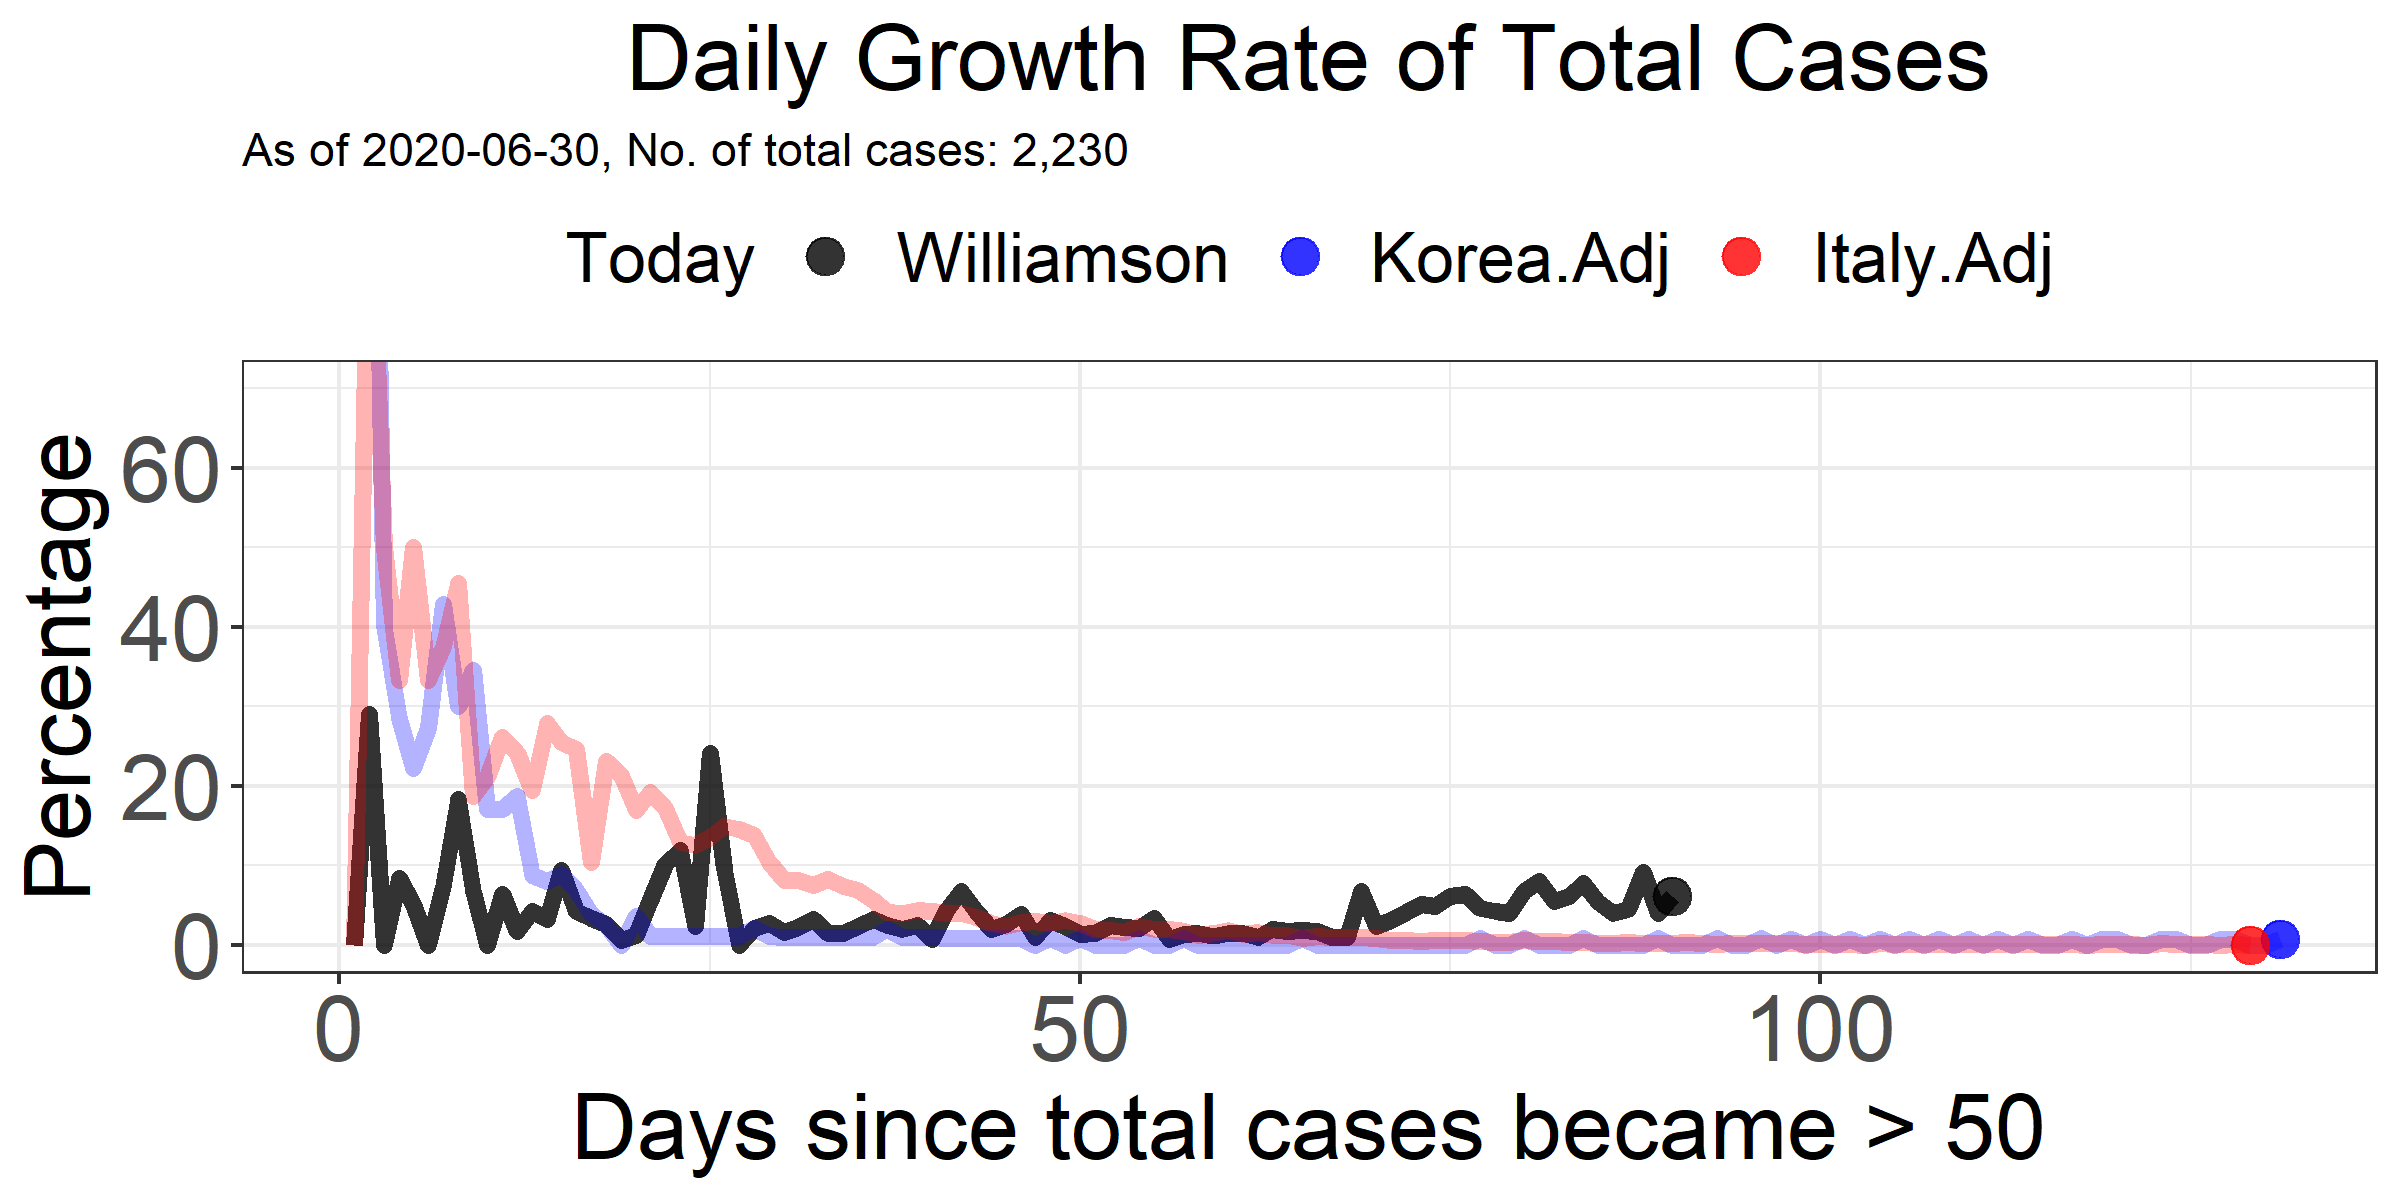 Daily Growth Rate of Total Cases
As of 2020-06-30, No. of total cases: 2,230
Today Williamson Korea.Adj Italy.Adj
Percentage
60
40
20
0
0 50 100
Days since total cases became > 50